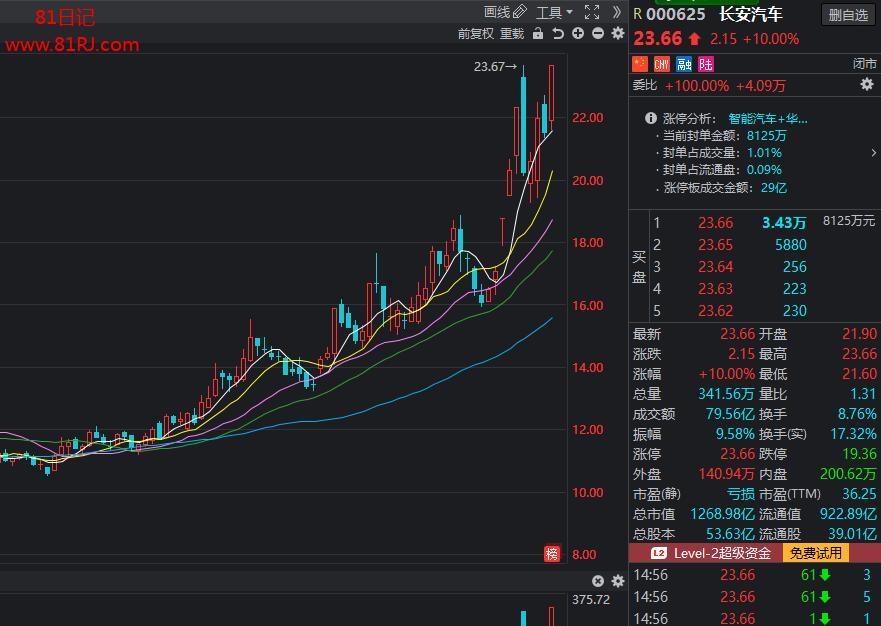 81日记
www.81RJ.com
画线 工具
前复权 重载
23.67→
22.00
20.00
18.00
16.00
14.00
12.00
10.00
8.00
榜
375.72
R 000625 长安汽车 删自选
23.66 2.15 +10.00%
CNY 融 陆 闭市
委比 +100.00% +4.09万
涨停分析: 智能汽车+华...
· 当前封单金额: 8125万
· 封单占成交量: 1.01%
· 封单占流通盘: 0.09%
· 涨停板成交金额: 29亿
买盘
1 23.66 3.43万 8125万元
2 23.65 5880
3 23.64 256
4 23.63 223
5 23.62 230
最新 23.66 开盘 21.90
涨跌 2.15 最高 23.66
涨幅 +10.00% 最低 21.60
总量 341.56万 量比 1.31
成交额 79.56亿 换手 8.76%
振幅 9.58% 换手(实) 17.32%
涨停 23.66 跌停 19.36
外盘 140.94万 内盘 200.62万
市盈(静) 亏损 市盈(TTM) 36.25
总市值 1268.98亿 流通值 922.89亿
总股本 53.63亿 流通股 39.01亿
L2 Level-2超级资金 免费试用
14:56 23.66 61 3
14:56 23.66 61 5
14:56 23.66 1 1